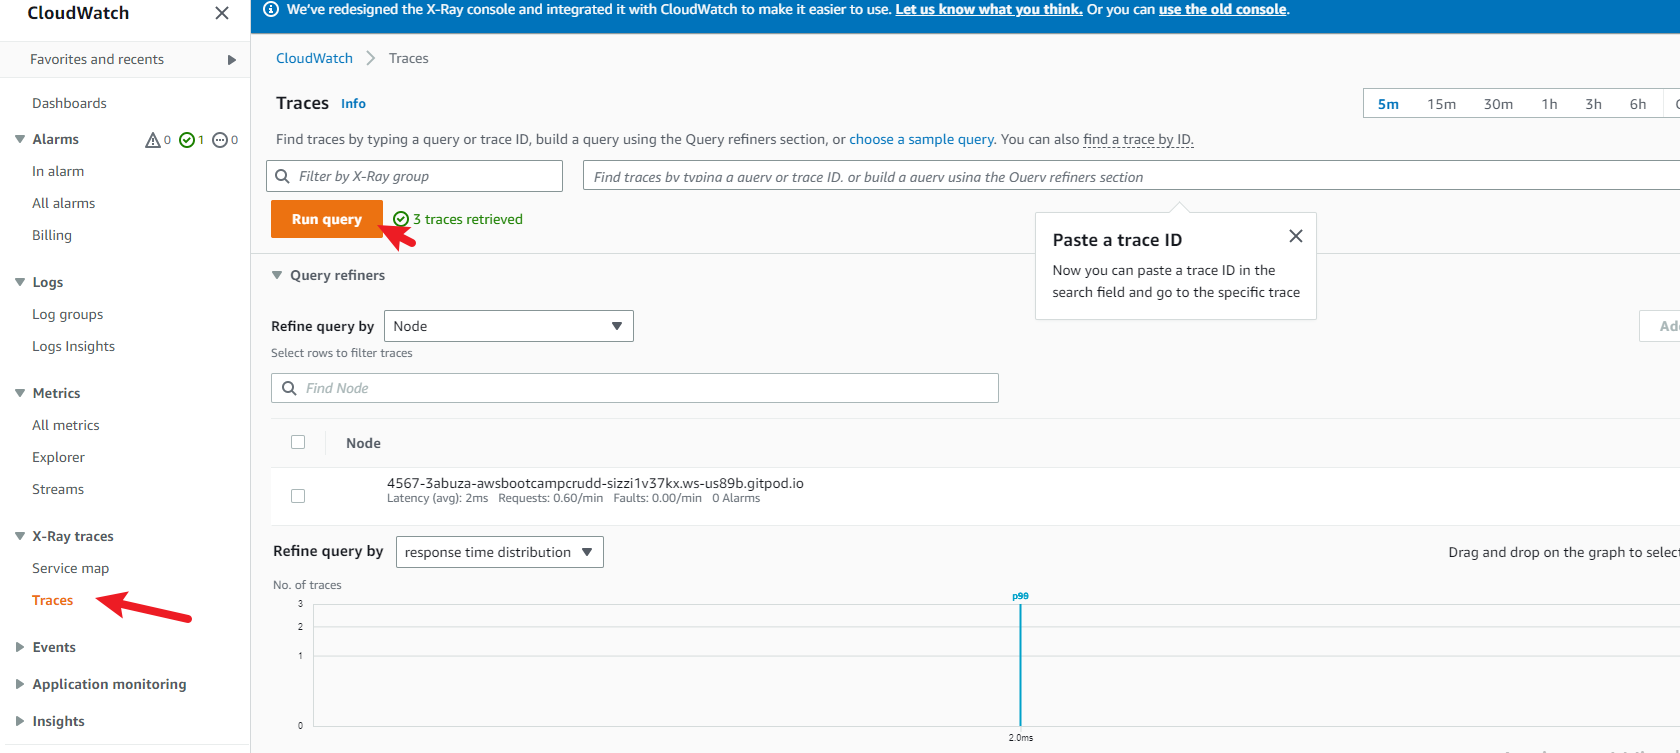 CloudWatch
We've redesigned the X-Ray console and integrated it with CloudWatch to make it easier to use. Let us know what you think. Or you can use the old console.
Favorites and recents
Dashboards
Alarms 0 1 0
In alarm
All alarms
Billing
Logs
Log groups
Logs Insights
Metrics
All metrics
Explorer
Streams
X-Ray traces
Service map
Traces
Events
Application monitoring
Insights
CloudWatch Traces
Traces Info
5m 15m 30m 1h 3h 6h
Find traces by typing a query or trace ID, build a query using the Query refiners section, or choose a sample query. You can also find a trace by ID.
Filter by X-Ray group
Find traces by typing a query or trace ID, or build a query using the Query refiners section
Run query 3 traces retrieved
Paste a trace ID
Now you can paste a trace ID in the
search field and go to the specific trace
Query refiners
Refine query by Node
Select rows to filter traces
Find Node
Node
4567-3abuza-awsbootcampcrudd-sizzi1v37kx.ws-us89b.gitpod.io
Latency (avg): 2ms Requests: 0.60/min Faults: 0.00/min 0 Alarms
Refine query by response time distribution
Drag and drop on the graph to select
No. of traces
p99
3
2
1
0
2.0ms